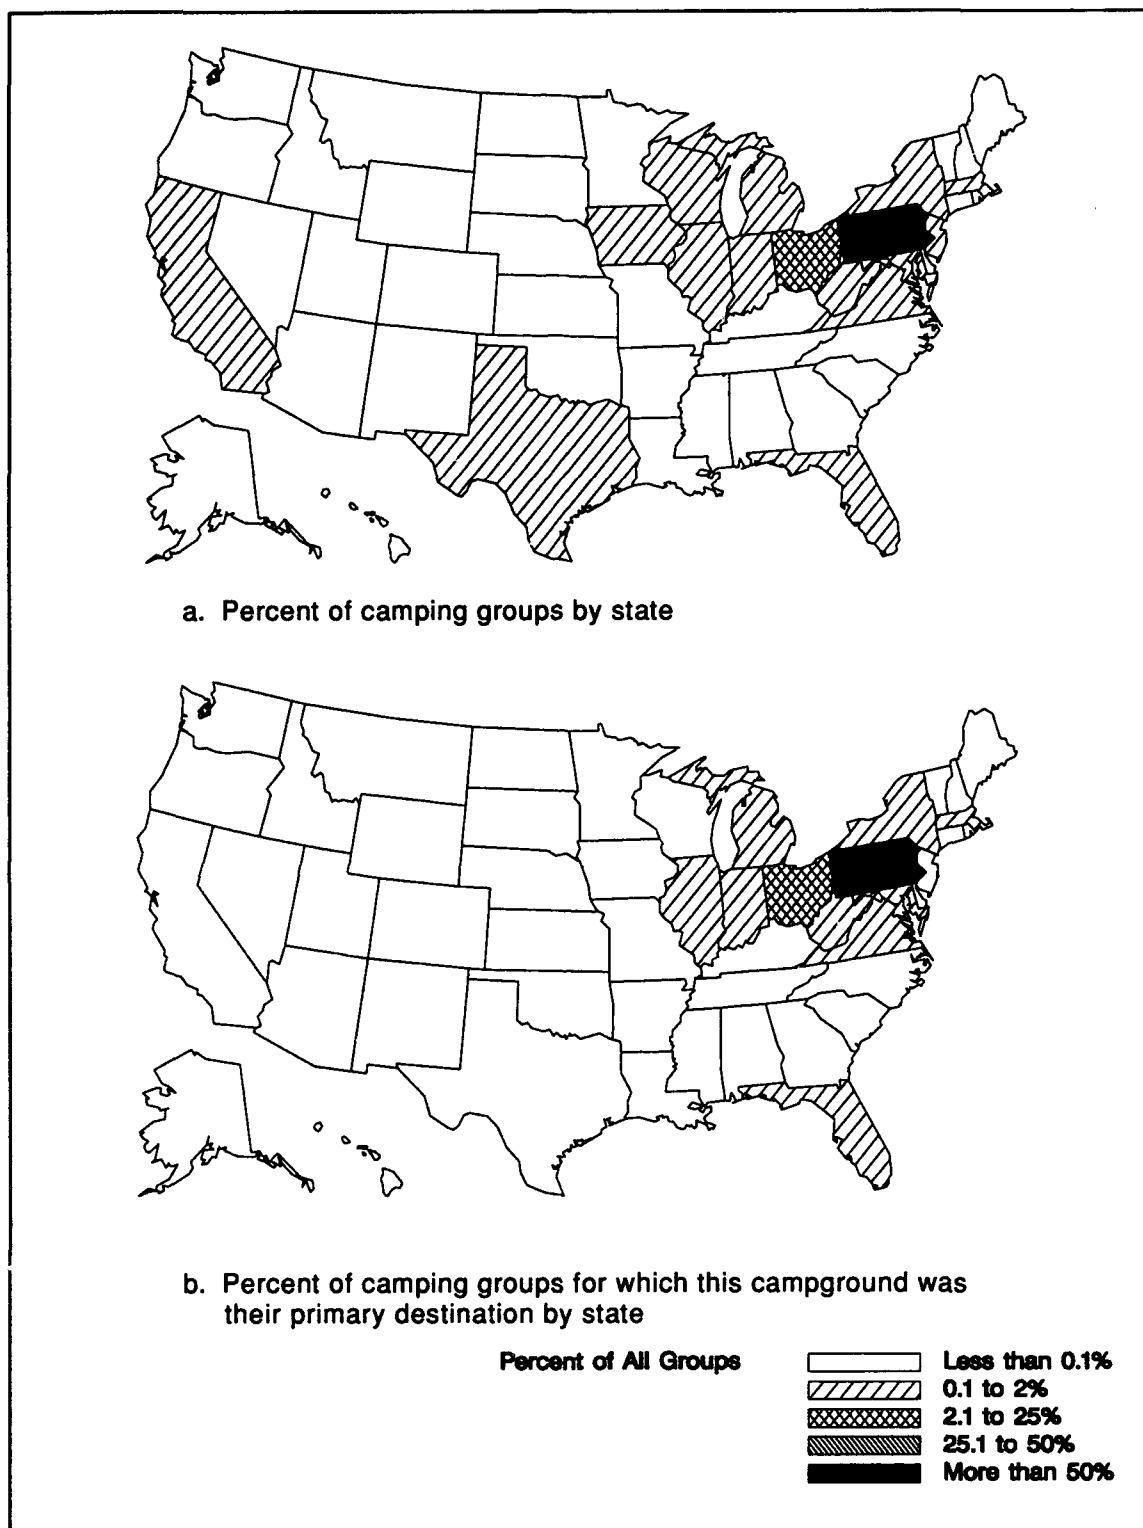 a. Percent of camping groups by state
b. Percent of camping groups for which this campground was
their primary destination by state
Percent of All Groups
Less than 0.1%
0.1 to 2%
2.1 to 25%
25.1 to 50%
More than 50%